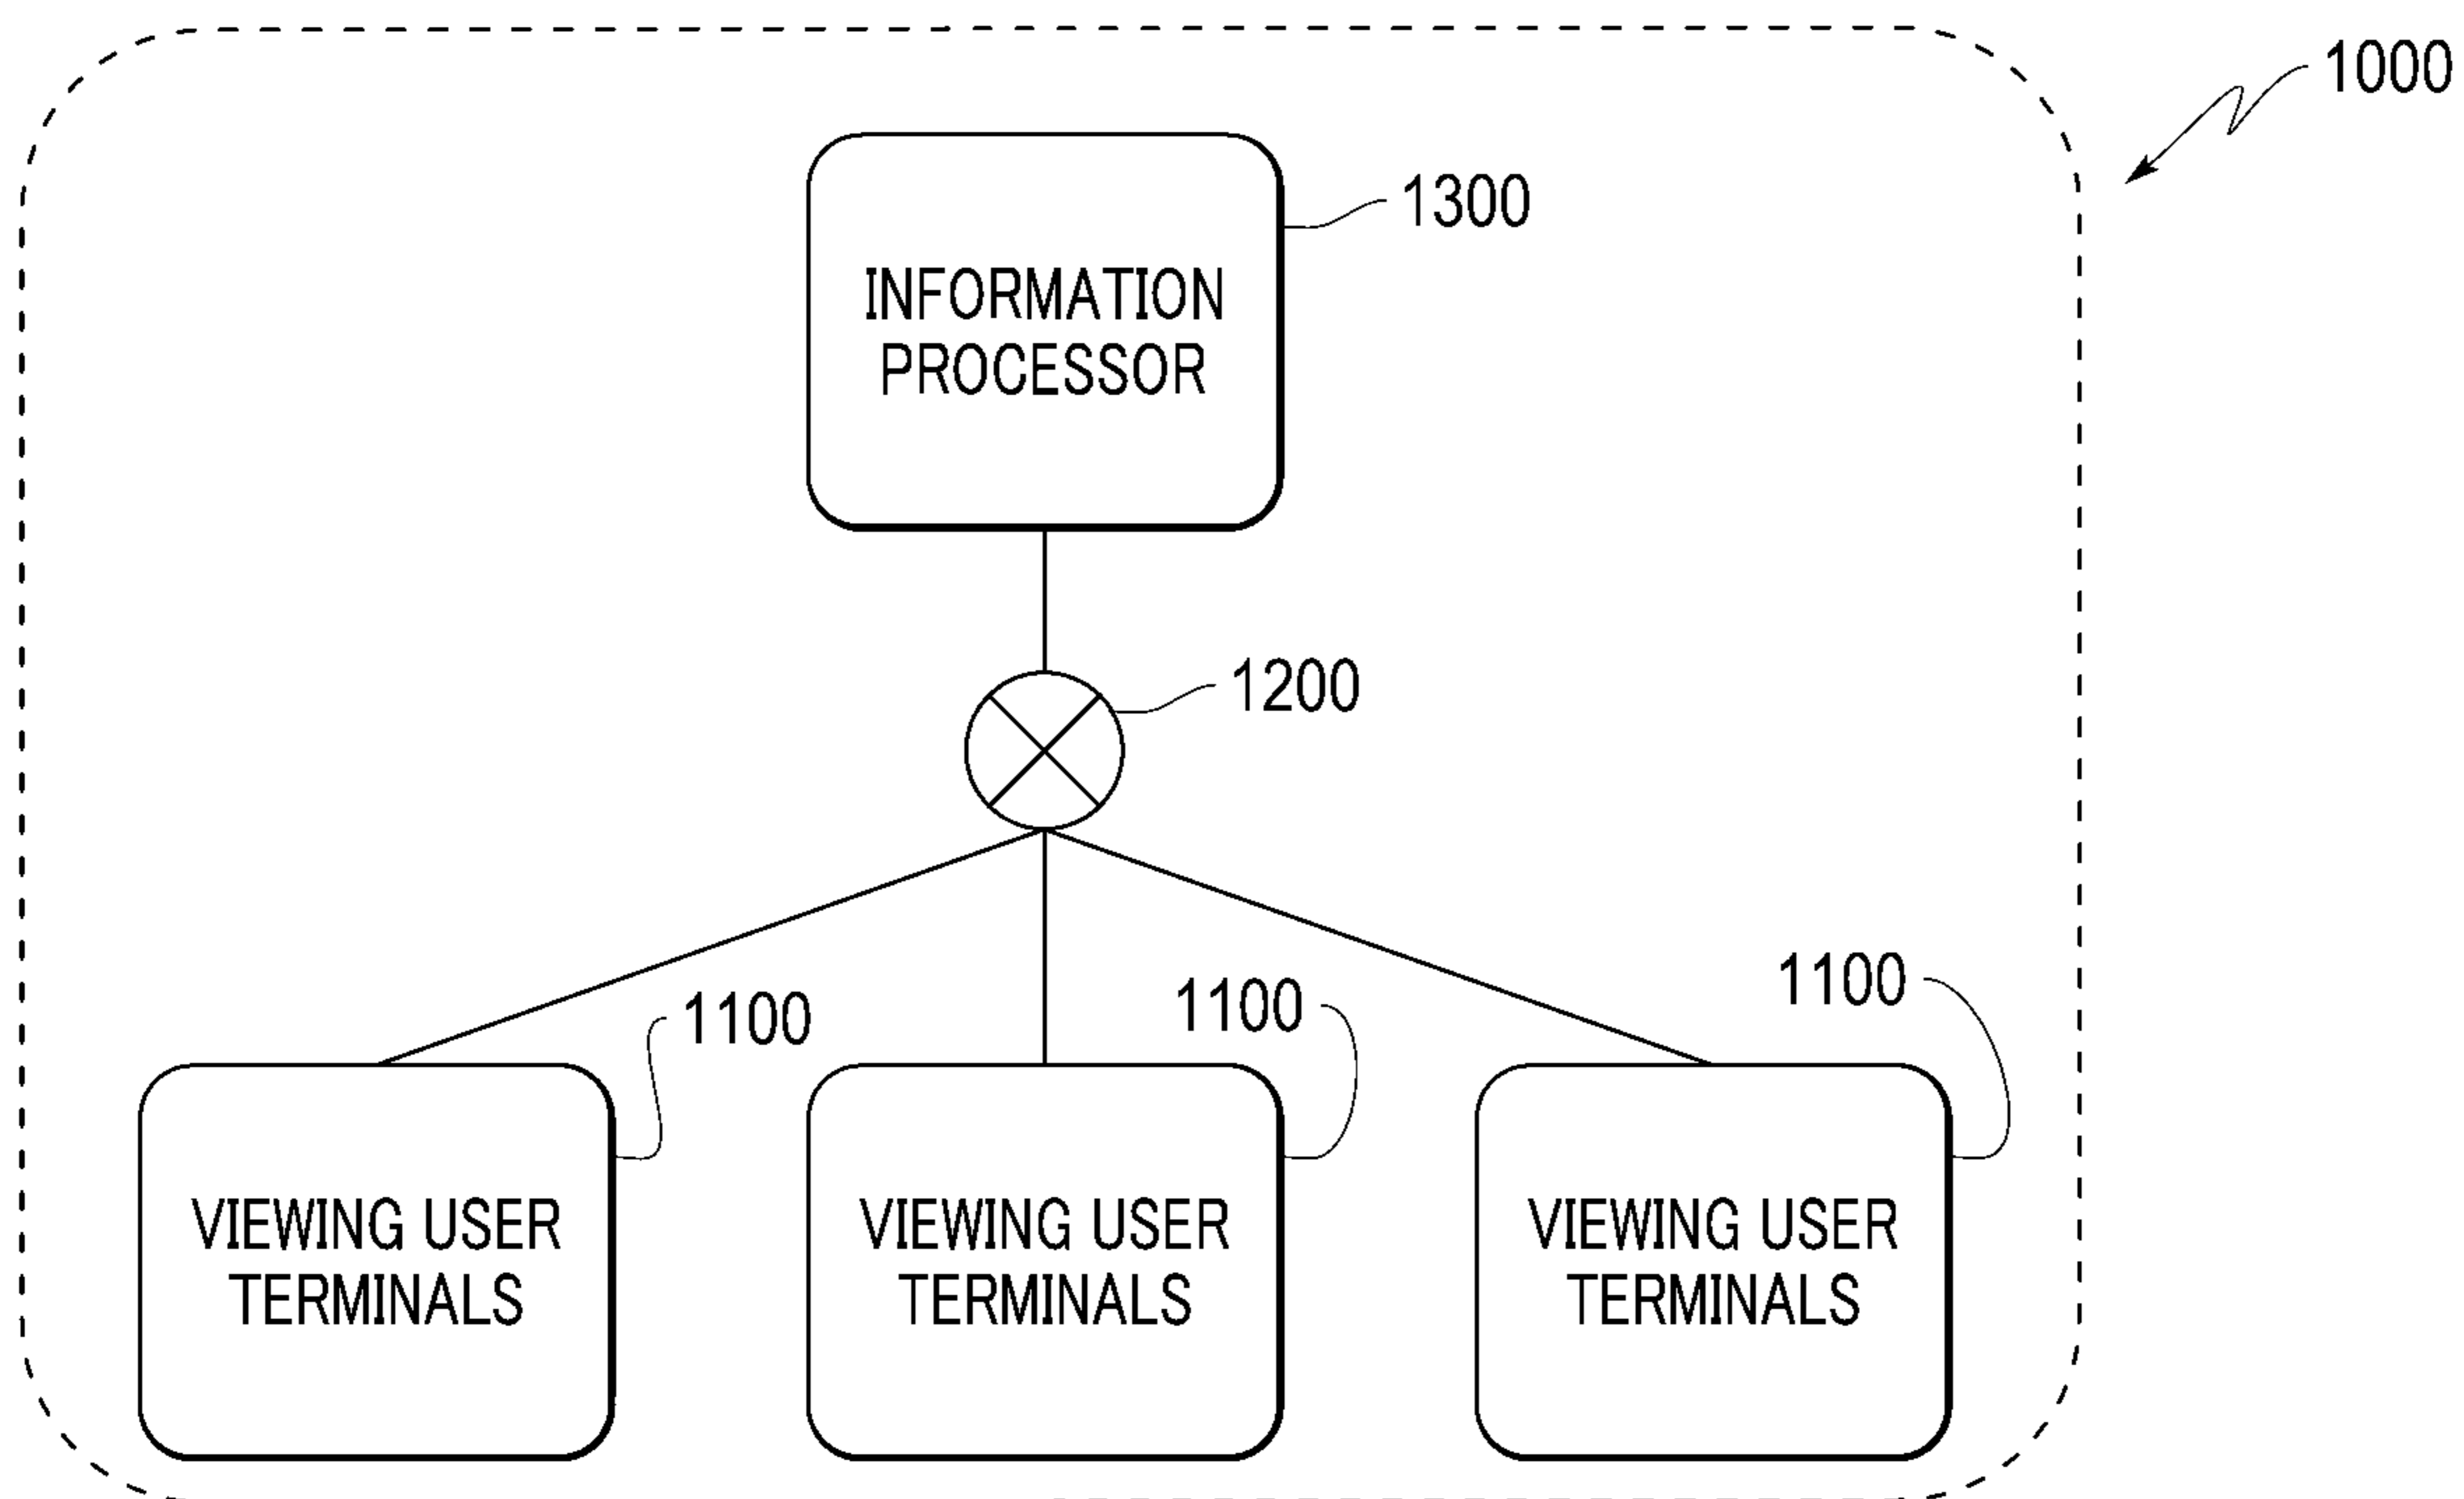 1000
1300
INFORMATION
PROCESSOR
1200
1100
1100
1100
VIEWING USER
TERMINALS
VIEWING USER
TERMINALS
VIEWING USER
TERMINALS